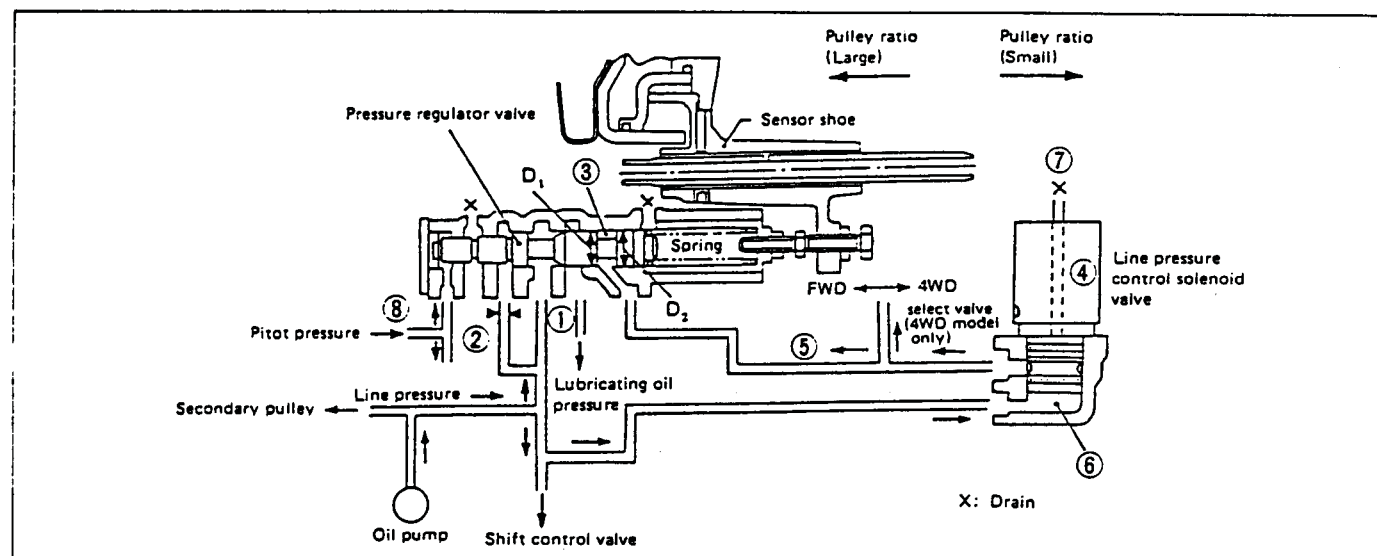 Pulley ratio
(Large)
Pulley ratio
(Small)
Pressure regulator valve
Sensor shoe
D1
③
⑦
Spring
④
Line pressure
control solenoid
valve
FWD
4WD
D2
⑧
①
select valve
(4WD model
only)
Pitot pressure
②
⑤
Line pressure
Lubricating oil
pressure
Secondary pulley
⑥
X: Drain
Oil pump
Shift control valve
X
X
X